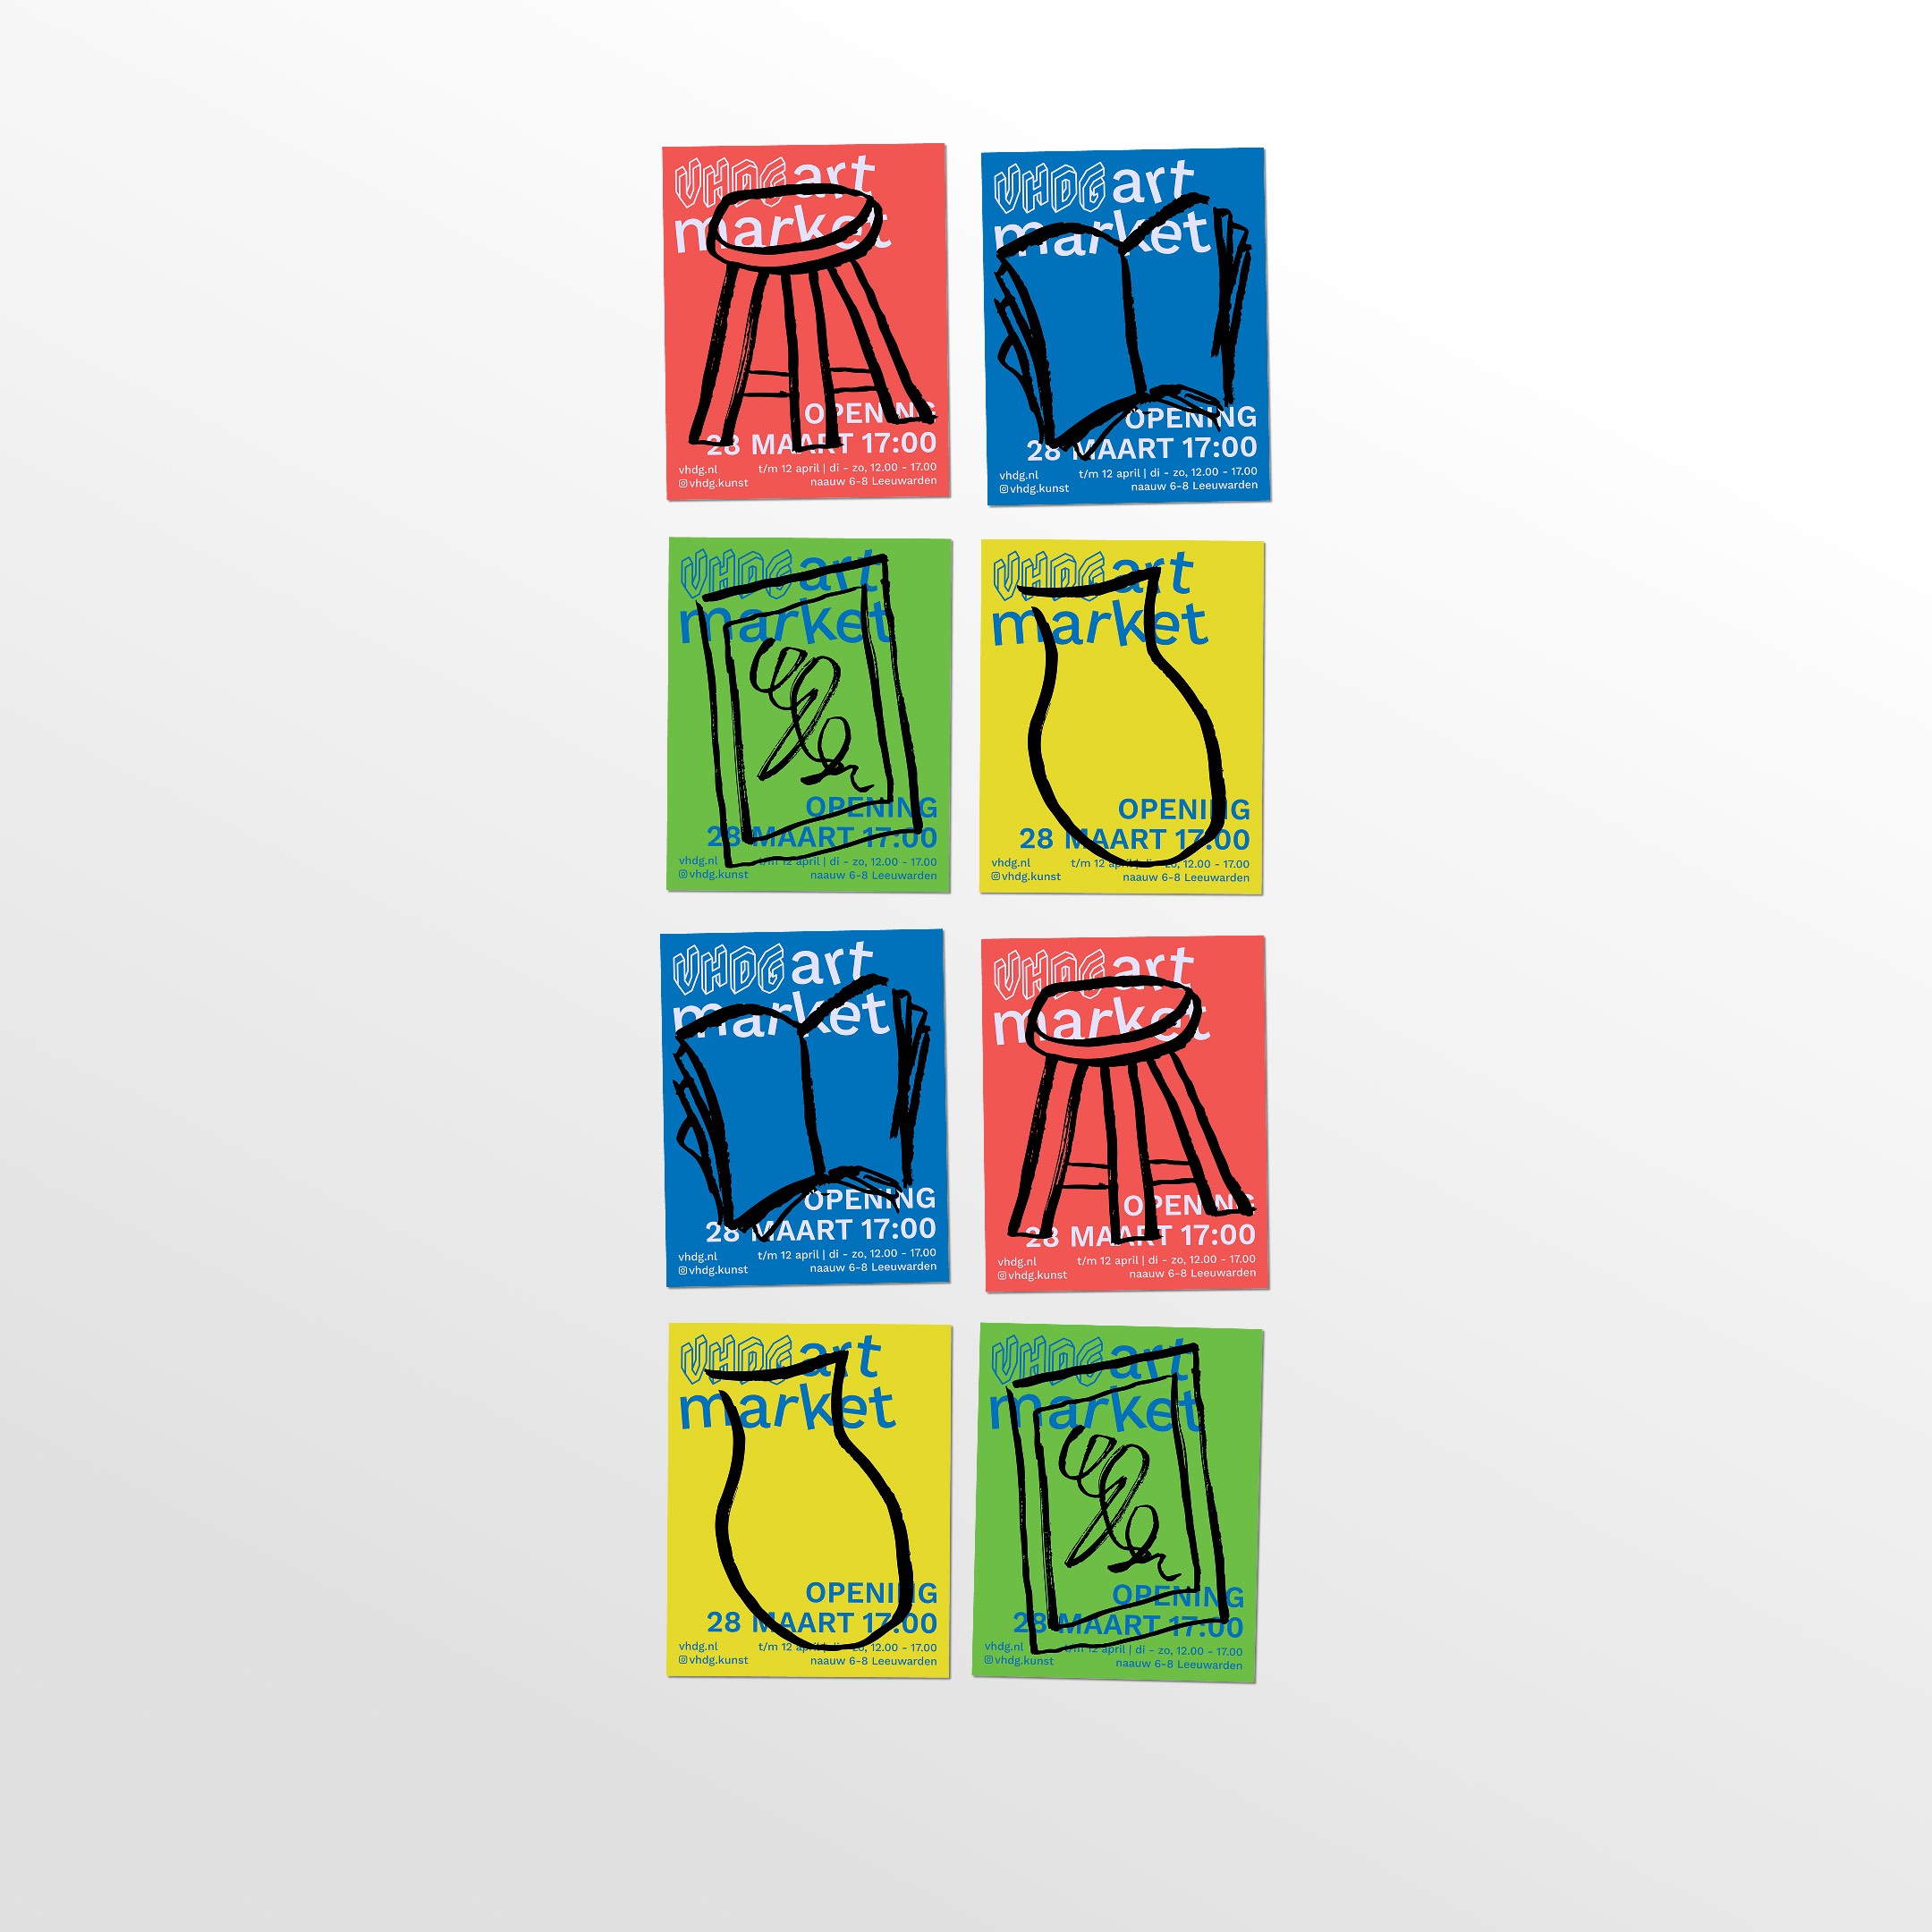 VHDG art
market
OPENING
28 MAART 17:00
vhdg.nl
t/m 12 april | di - zo, 12.00 - 17.00
vhdg.kunst
naauw 6-8 Leeuwarden
VHDG art
market
OPENING
28 MAART 17:00
vhdg.nl
t/m 12 april | di - zo, 12.00 - 17.00
vhdg.kunst
naauw 6-8 Leeuwarden
VHDG art
market
OPENING
28 MAART 17:00
vhdg.nl
t/m 12 april | di - zo, 12.00 - 17.00
vhdg.kunst
naauw 6-8 Leeuwarden
VHDG art
market
OPENING
28 MAART 17:00
vhdg.nl
t/m 12 april | di - zo, 12.00 - 17.00
vhdg.kunst
naauw 6-8 Leeuwarden
VHDG art
market
OPENING
28 MAART 17:00
vhdg.nl
t/m 12 april | di - zo, 12.00 - 17.00
vhdg.kunst
naauw 6-8 Leeuwarden
VHDG art
market
OPENING
28 MAART 17:00
vhdg.nl
t/m 12 april | di - zo, 12.00 - 17.00
vhdg.kunst
naauw 6-8 Leeuwarden
VHDG art
market
OPENING
28 MAART 17:00
vhdg.nl
t/m 12 april | di - zo, 12.00 - 17.00
vhdg.kunst
naauw 6-8 Leeuwarden
VHDG art
market
OPENING
28 MAART 17:00
vhdg.nl
t/m 12 april | di - zo, 12.00 - 17.00
vhdg.kunst
naauw 6-8 Leeuwarden